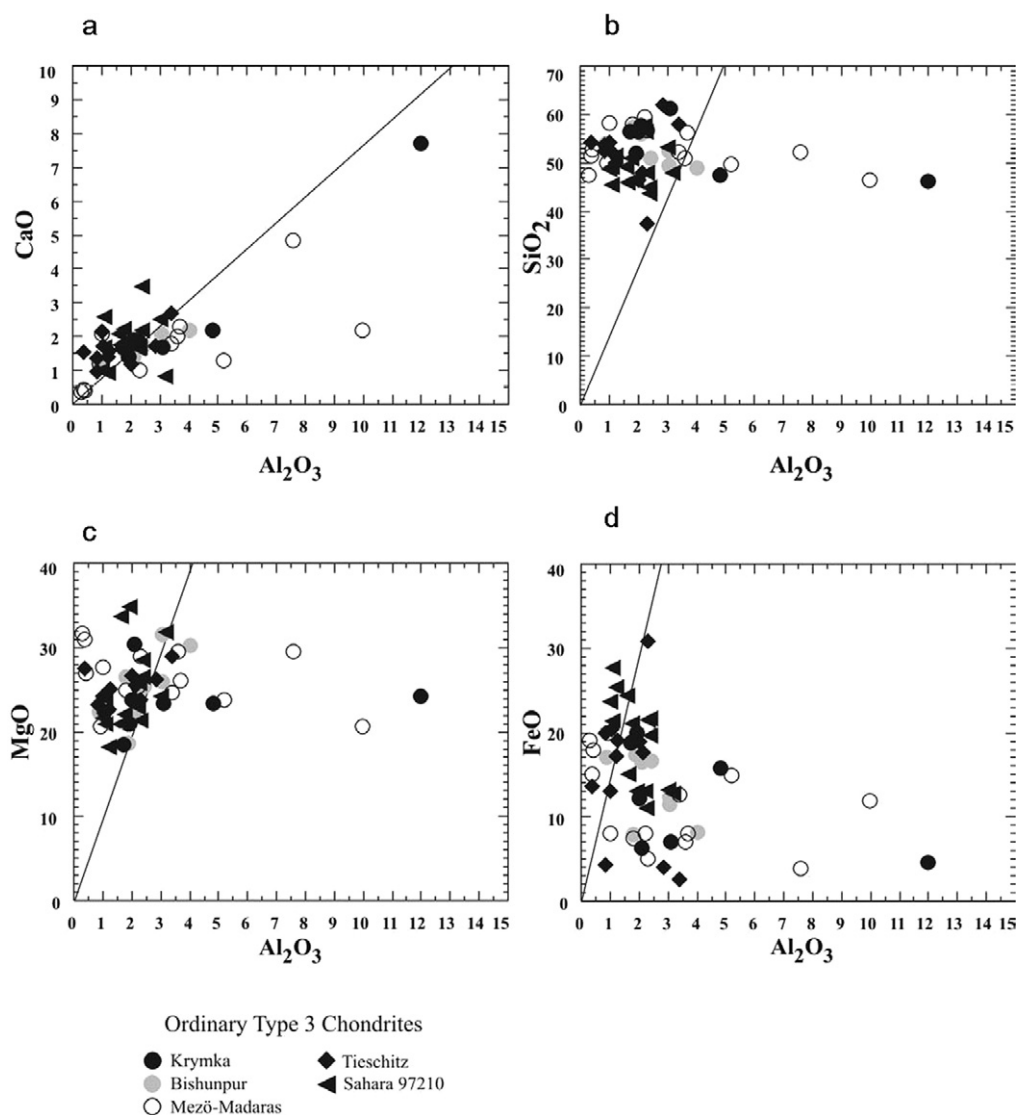 a
10
9
8
7
6
5
4
3
2
1
0
CaO
0 1 2 3 4 5 6 7 8 9 10 11 12 13 14 15
Al2O3
b
70
60
50
40
30
20
10
0
SiO2
0 1 2 3 4 5 6 7 8 9 10 11 12 13 14 15
Al2O3
c
40
30
20
10
0
MgO
0 1 2 3 4 5 6 7 8 9 10 11 12 13 14 15
Al2O3
d
40
30
20
10
0
FeO
0 1 2 3 4 5 6 7 8 9 10 11 12 13 14 15
Al2O3
Ordinary Type 3 Chondrites
Krymka
Bishunpur
Mezö-Madaras
Tieschitz
Sahara 97210